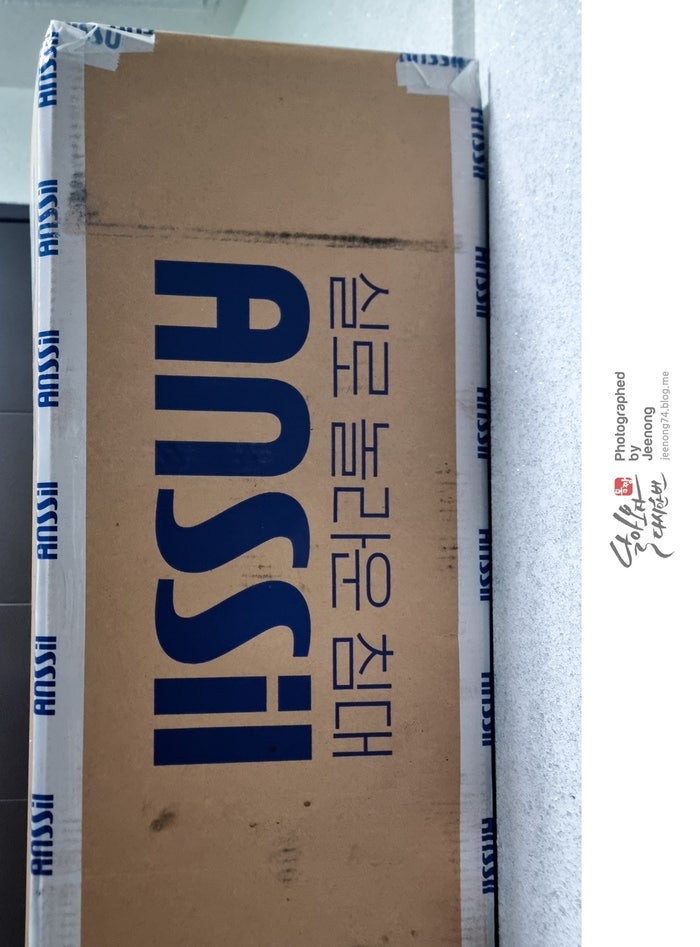 실로 놀라운 침대
Anssil
Anssil
Anssil
Anssil
Anssil
Anssil
Anssil
Photographed
by
Jeenong
jeenong74.blog.me